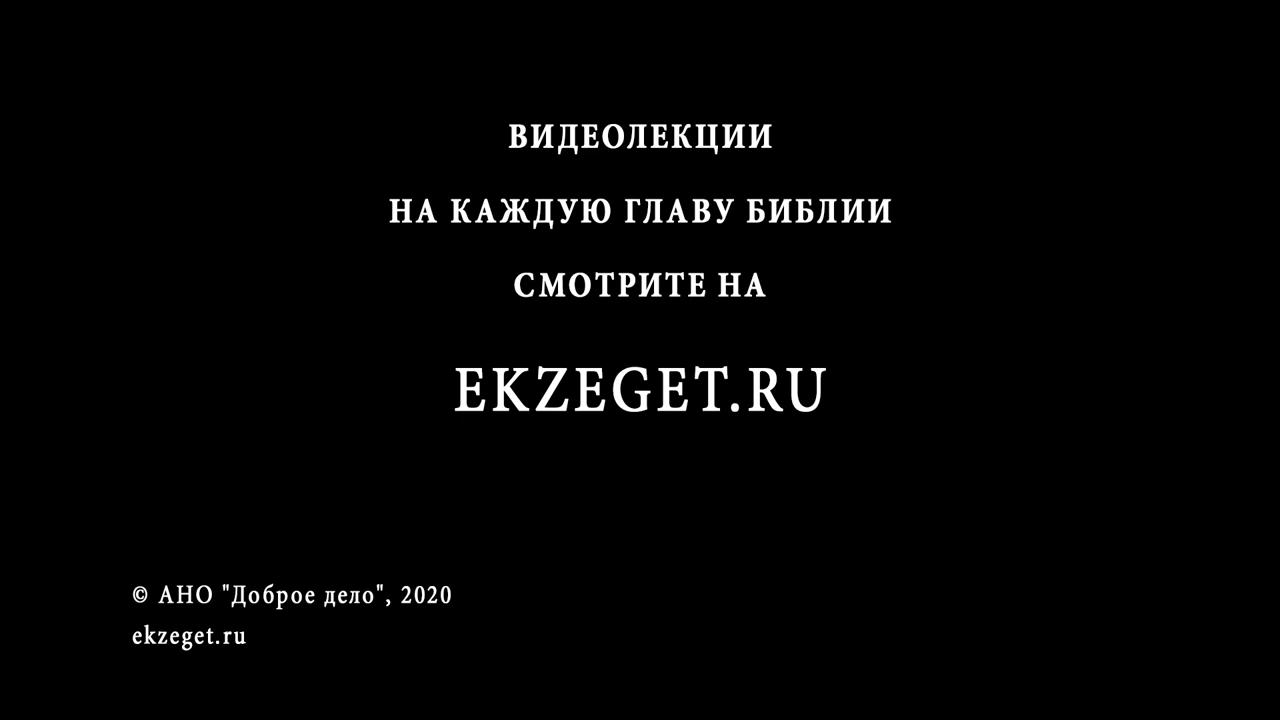 ВИДЕОЛЕКЦИИ
НА КАЖДУЮ ГЛАВУ БИБЛИИ
СМОТРИТЕ НА
EKZEGET.RU
© АНО "Доброе дело", 2020
ekzeget.ru